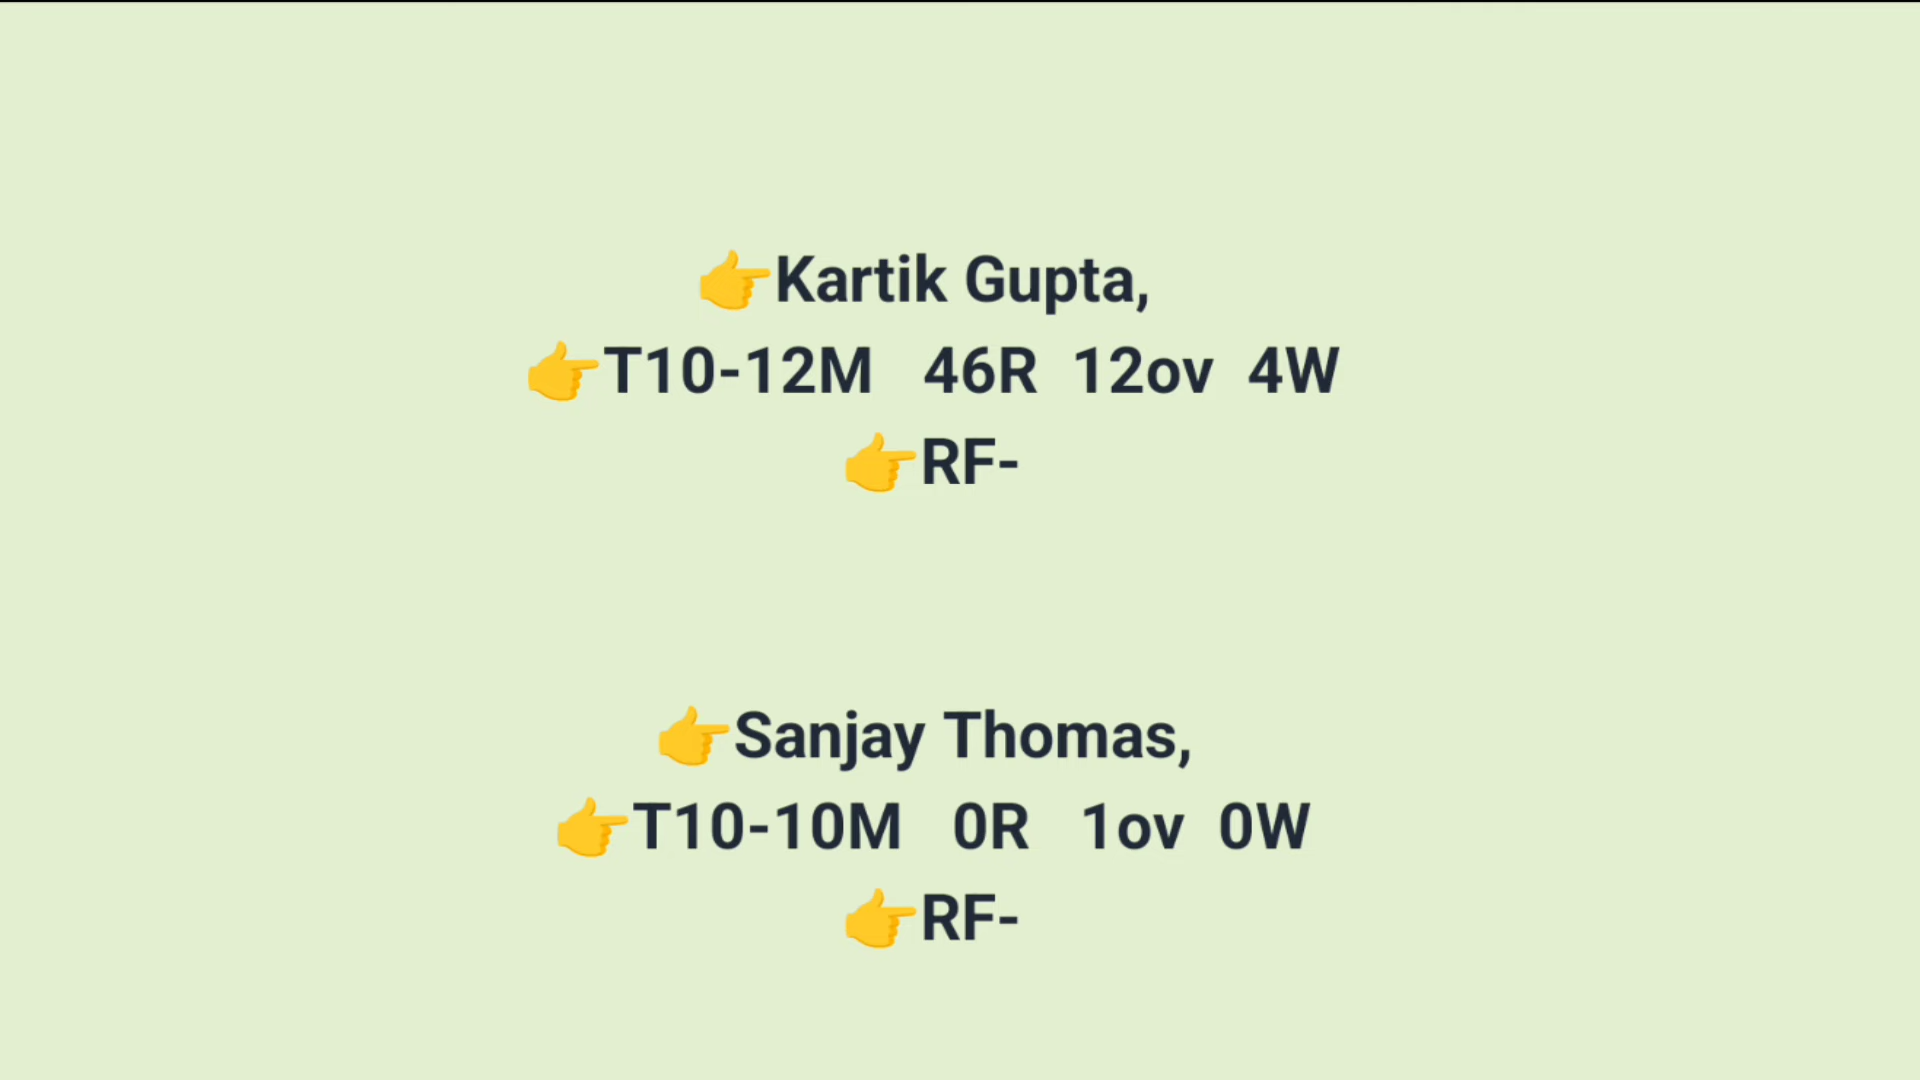 👉Kartik Gupta,
👉T10-12M 46R 12ov 4W
👉RF-
👉Sanjay Thomas,
👉T10-10M 0R 1ov 0W
👉RF-